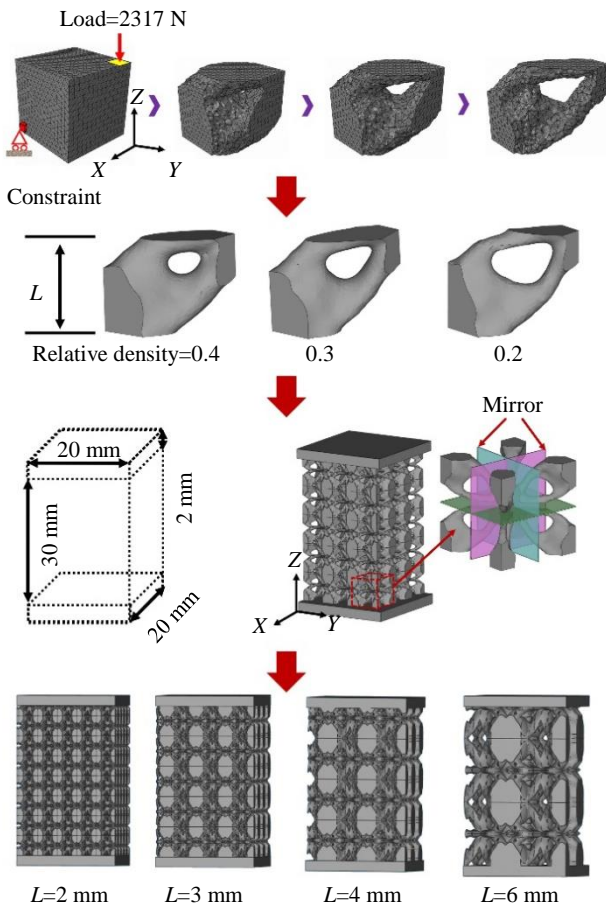 Load=2317 N
Z
X
Y
Constraint
L
Relative density=0.4
0.3
0.2
Mirror
20 mm
2 mm
30 mm
20 mm
Z
X
Y
L=2 mm
L=3 mm
L=4 mm
L=6 mm